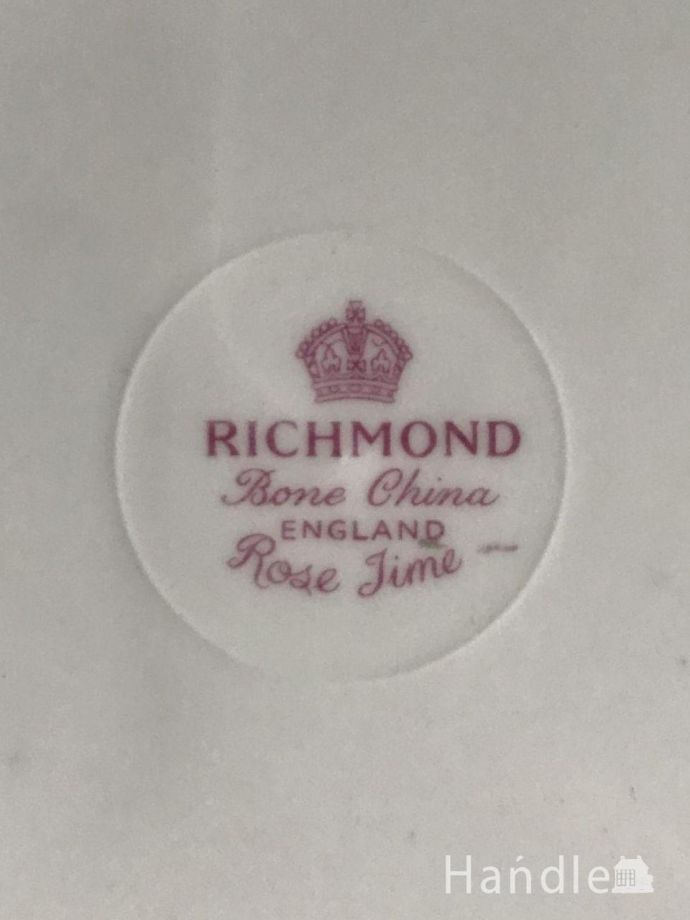 RICHMOND
Bone China
ENGLAND
Rose Time
Handle